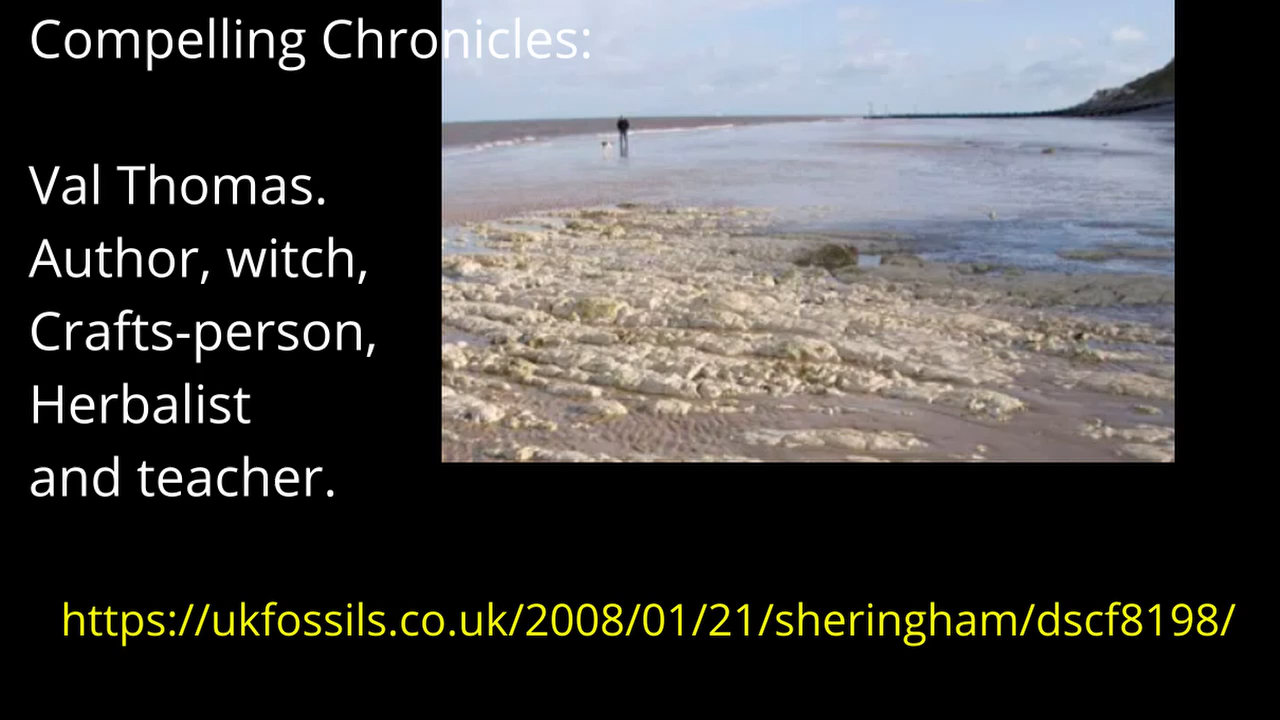 Compelling Chronicles:
Val Thomas.
Author, witch,
Crafts-person,
Herbalist
and teacher.
https://ukfossils.co.uk/2008/01/21/sheringham/dscf8198/